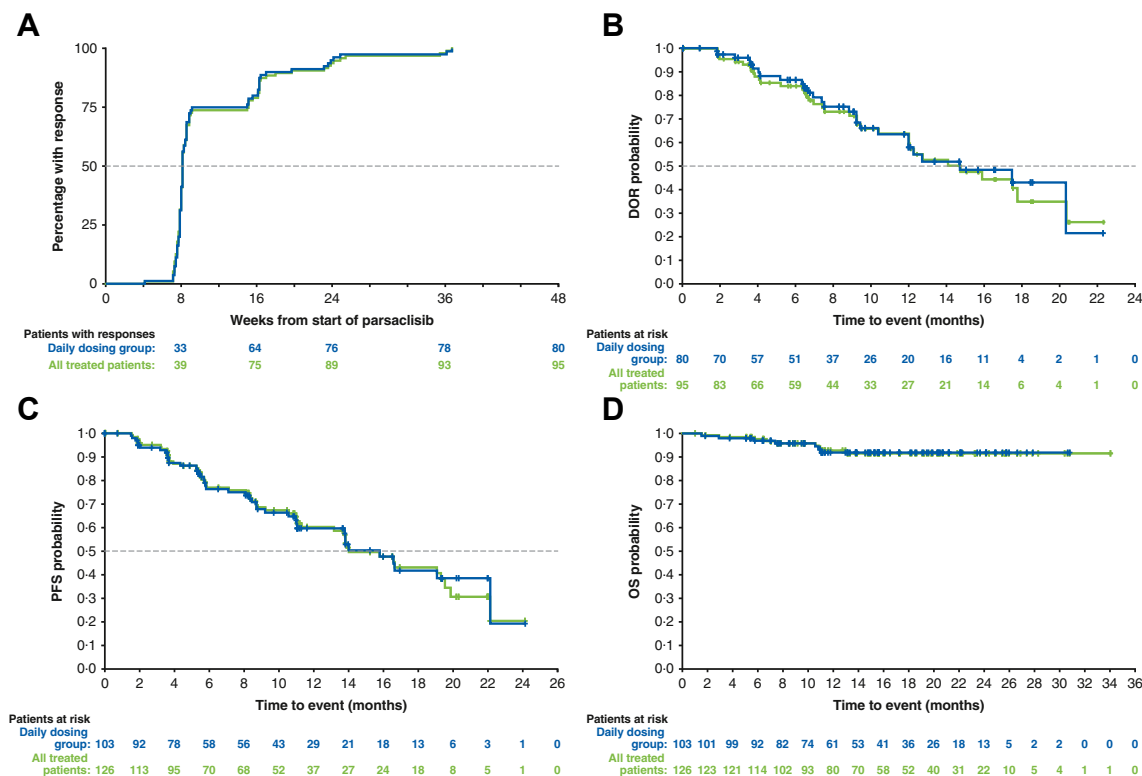 A
100
75
50
25
0
Percentage with response
0 8 16 24 36 48
Weeks from start of parsaclisib
Patients with responses
Daily dosing group: 33 64 76 78 80
All treated patients: 39 75 89 93 95
B
1·0
0·9
0·8
0·7
0·6
0·5
0·4
0·3
0·2
0·1
0·0
DOR probability
0 2 4 6 8 10 12 14 16 18 20 22 24
Time to event (months)
Patients at risk
Daily dosing
group: 80 70 57 51 37 26 20 16 11 4 2 1 0
All treated
patients: 95 83 66 59 44 33 27 21 14 6 4 1 0
C
1·0
0·9
0·8
0·7
0·6
0·5
0·4
0·3
0·2
0·1
0·0
PFS probability
0 2 4 6 8 10 12 14 16 18 20 22 24 26
Time to event (months)
Patients at risk
Daily dosing
group: 103 92 78 58 56 43 29 21 18 13 6 3 1 0
All treated
patients: 126 113 95 70 68 52 37 27 24 18 8 5 1 0
D
1·0
0·9
0·8
0·7
0·6
0·5
0·4
0·3
0·2
0·1
0·0
OS probability
0 2 4 6 8 10 12 14 16 18 20 22 24 26 28 30 36 34 36
Time to event (months)
Patients at risk
Daily dosing
group: 103 101 99 92 82 74 61 53 41 36 26 18 13 5 2 2 0 0 0
All treated
patients: 126 123 121 114 102 93 80 70 58 52 40 31 22 10 5 4 1 1 0